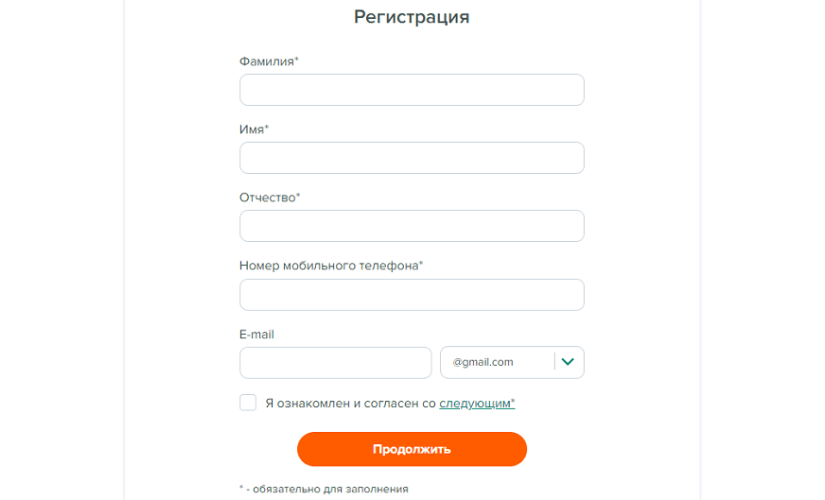 Регистрация
Фамилия*
Имя*
Отчество*
Номер мобильного телефона*
E-mail
@gmail.com
Я ознакомлен и согласен со следующим*
Продолжить
* - обязательно для заполнения